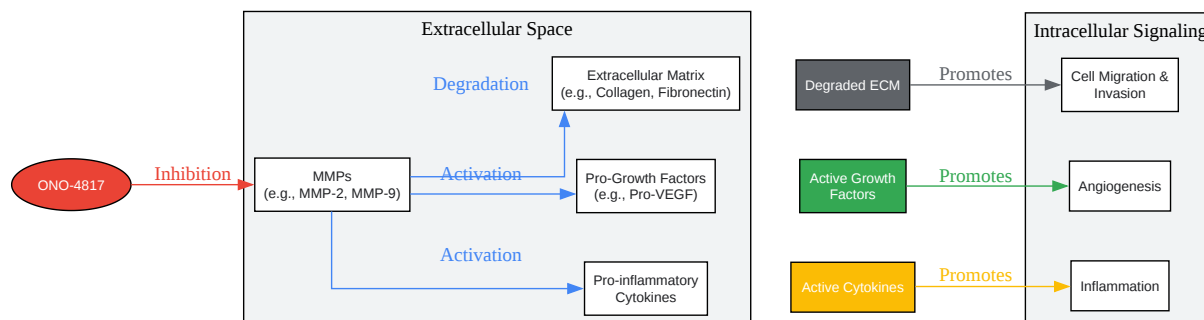 Extracellular Space
Intracellular Signaling
Degradation
Extracellular Matrix
(e.g., Collagen, Fibronectin)
Degraded ECM
Promotes
Cell Migration &
Invasion
ONO-4817
Inhibition
MMPs
(e.g., MMP-2, MMP-9)
Activation
Pro-Growth Factors
(e.g., Pro-VEGF)
Active Growth
Factors
Promotes
Angiogenesis
Activation
Pro-inflammatory
Cytokines
Active Cytokines
Promotes
Inflammation